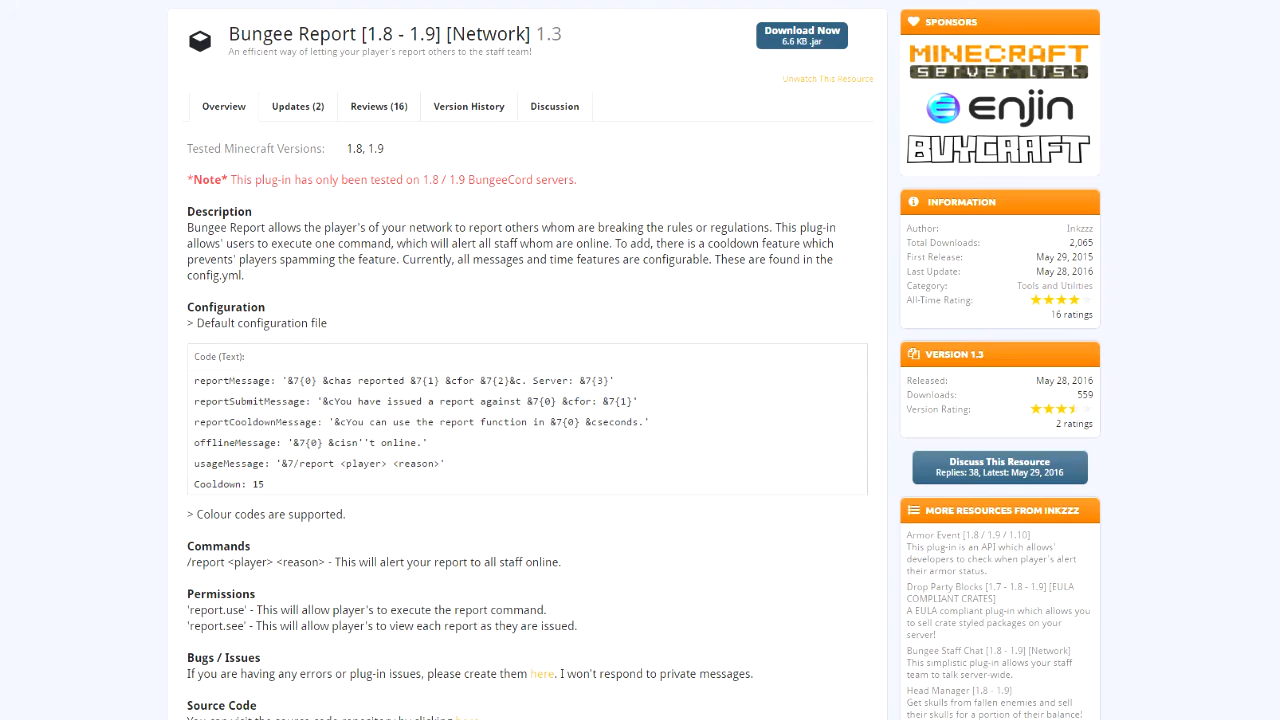 Bungee Report [1.8 - 1.9] [Network] 1.3
An efficient way of letting your player's report others to the staff team!
Download Now
6.6 KB .jar
Unwatch This Resource
Overview
Updates (2)
Reviews (16)
Version History
Discussion
Tested Minecraft Versions: 1.8, 1.9
*Note* This plug-in has only been tested on 1.8 / 1.9 BungeeCord servers.
Description
Bungee Report allows the player's of your network to report others whom are breaking the rules or regulations. This plug-in
allows' users to execute one command, which will alert all staff whom are online. To add, there is a cooldown feature which
prevents' players spamming the feature. Currently, all messages and time features are configurable. These are found in the
config.yml.
Configuration
> Default configuration file
Code (Text):
reportMessage: '&7{0} &chas reported &7{1} &cfor &7{2}&c. Server: &7{3}'
reportSubmitMessage: '&cYou have issued a report against &7{0} &cfor: &7{1}'
reportCooldownMessage: '&cYou can use the report function in &7{0} &cseconds.'
offlineMessage: '&7{0} &cisn''t online.'
usageMessage: '&7/report <player> <reason>'
Cooldown: 15
> Colour codes are supported.
Commands
/report <player> <reason> - This will alert your report to all staff online.
Permissions
'report.use' - This will allow player's to execute the report command.
'report.see' - This will allow player's to view each report as they are issued.
Bugs / Issues
If you are having any errors or plug-in issues, please create them here. I won't respond to private messages.
Source Code
You can visit the source code repository by clicking here
SPONSORS
MINECRAFT
server list
enjin
BUYCRAFT
INFORMATION
Author: Inkzzz
Total Downloads: 2,065
First Release: May 29, 2015
Last Update: May 28, 2016
Category: Tools and Utilities
All-Time Rating:
16 ratings
VERSION 1.3
Released: May 28, 2016
Downloads: 559
Version Rating:
2 ratings
Discuss This Resource
Replies: 38, Latest: May 29, 2016
MORE RESOURCES FROM INKZZZ
Armor Event [1.8 / 1.9 / 1.10]
This plug-in is an API which allows'
developers to check when player's alert
their armor status.
Drop Party Blocks [1.7 - 1.8 - 1.9] [EULA
COMPLIANT CRATES]
A EULA compliant plug-in which allows you
to sell crate styled packages on your
server!
Bungee Staff Chat [1.8 - 1.9] [Network]
This simplistic plug-in allows your staff
team to talk server-wide.
Head Manager [1.8 - 1.9]
Get skulls from fallen enemies and sell
their skulls for a portion of their balance!